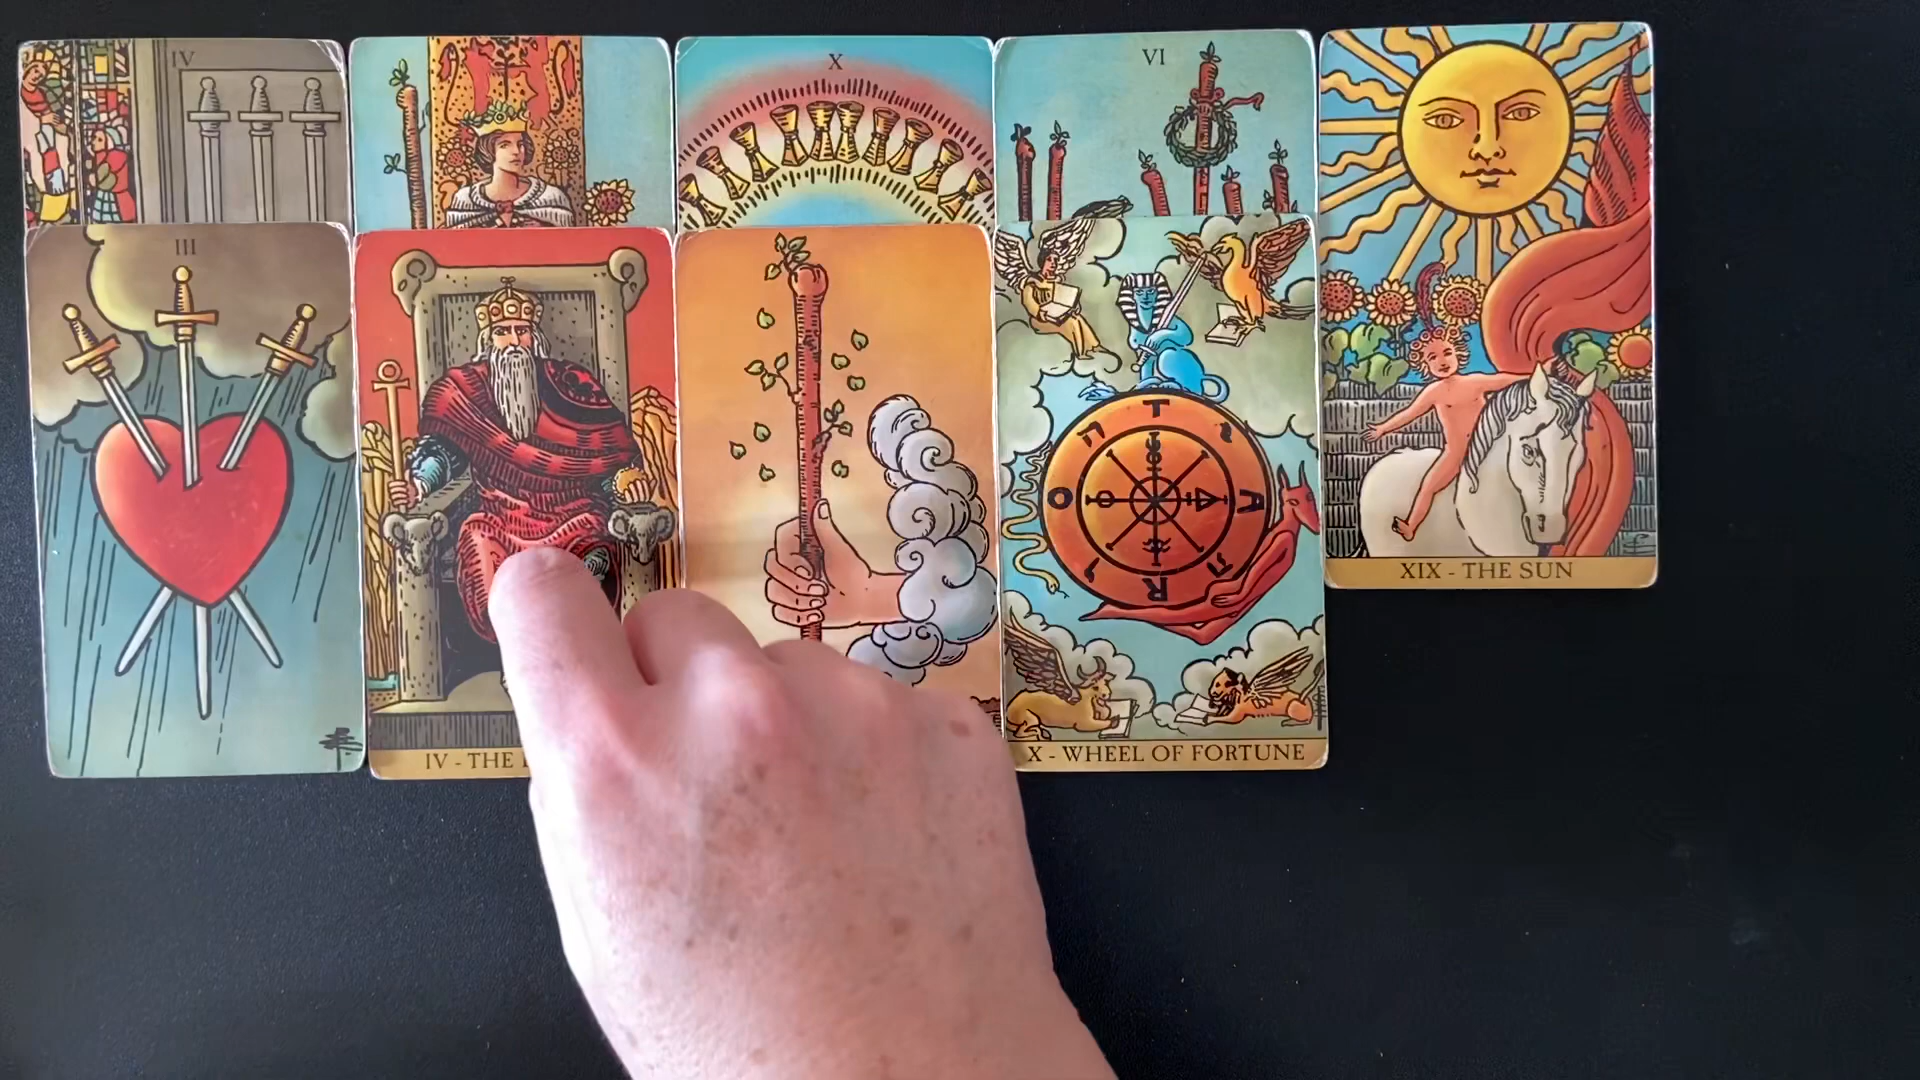 IV
X
VI
XIX - THE SUN
III
T
A
R
O
IV - THE
X - WHEEL OF FORTUNE